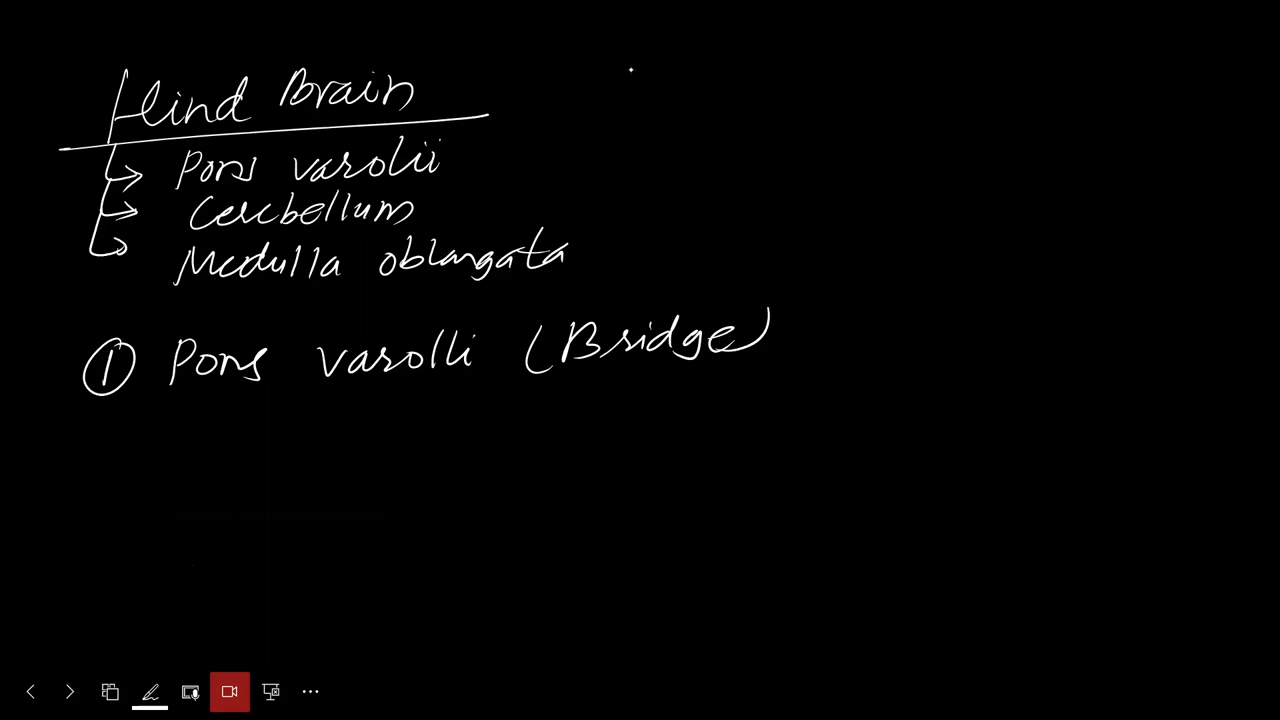 Hind Brain
Pons varolii
Cerebellum
Medulla oblangata
① Pons varolli (Bridge)